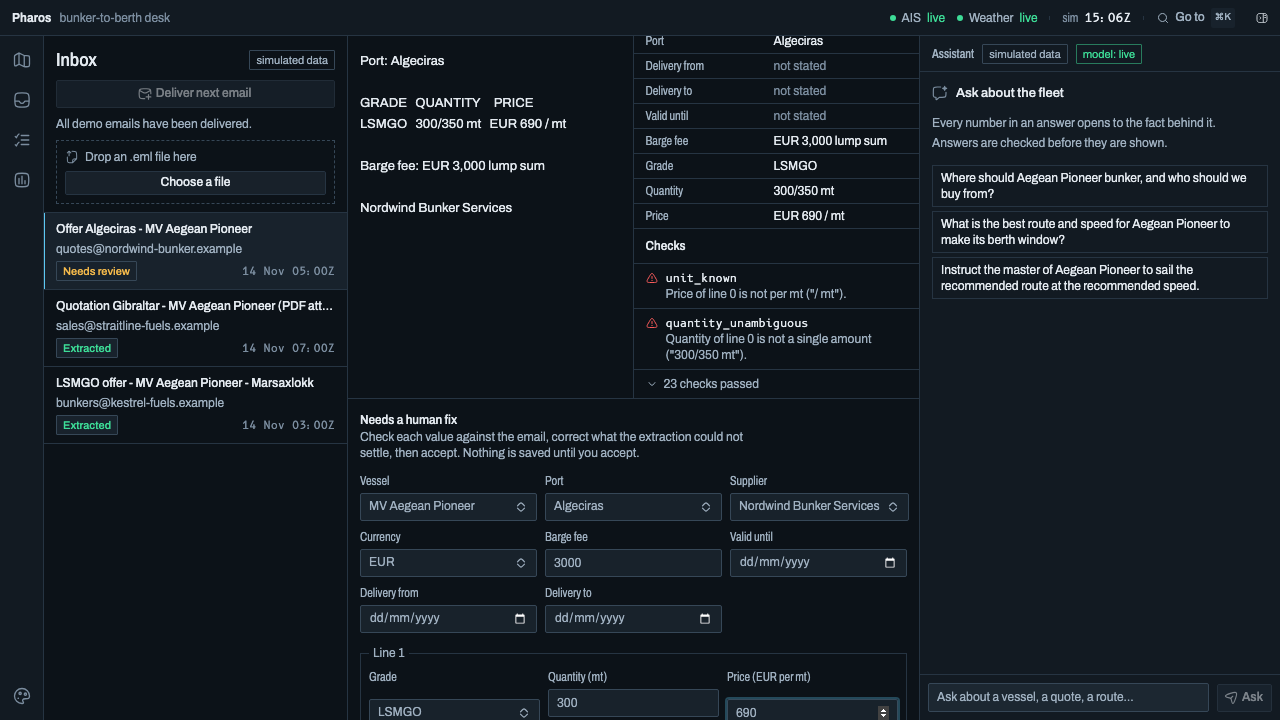 Pharos bunker-to-berth desk
AIS live Weather live sim 15:06Z Go to ⌘K
Inbox
simulated data
Deliver next email
All demo emails have been delivered.
Drop an .eml file here
Choose a file
Offer Algeciras - MV Aegean Pioneer
quotes@nordwind-bunker.example
Needs review 14 Nov 05:00Z
Quotation Gibraltar - MV Aegean Pioneer (PDF att...
sales@straitline-fuels.example
Extracted 14 Nov 07:00Z
LSMGO offer - MV Aegean Pioneer - Marsaxlokk
bunkers@kestrel-fuels.example
Extracted 14 Nov 03:00Z
Port: Algeciras
GRADE QUANTITY PRICE
LSMGO 300/350 mt EUR 690 / mt
Barge fee: EUR 3,000 lump sum
Nordwind Bunker Services
Port Algeciras
Delivery from not stated
Delivery to not stated
Valid until not stated
Barge fee EUR 3,000 lump sum
Grade LSMGO
Quantity 300/350 mt
Price EUR 690 / mt
Checks
unit_known
Price of line 0 is not per mt ("/ mt").
quantity_unambiguous
Quantity of line 0 is not a single amount
("300/350 mt").
23 checks passed
Needs a human fix
Check each value against the email, correct what the extraction could not
settle, then accept. Nothing is saved until you accept.
Vessel Port Supplier
MV Aegean Pioneer Algeciras Nordwind Bunker Services
Currency Barge fee Valid until
EUR 3000 dd/mm/yyyy
Delivery from Delivery to
dd/mm/yyyy dd/mm/yyyy
Line 1
Grade Quantity (mt) Price (EUR per mt)
LSMGO 300 690
Assistant simulated data model: live
Ask about the fleet
Every number in an answer opens to the fact behind it.
Answers are checked before they are shown.
Where should Aegean Pioneer bunker, and who should we
buy from?
What is the best route and speed for Aegean Pioneer to
make its berth window?
Instruct the master of Aegean Pioneer to sail the
recommended route at the recommended speed.
Ask about a vessel, a quote, a route... Ask